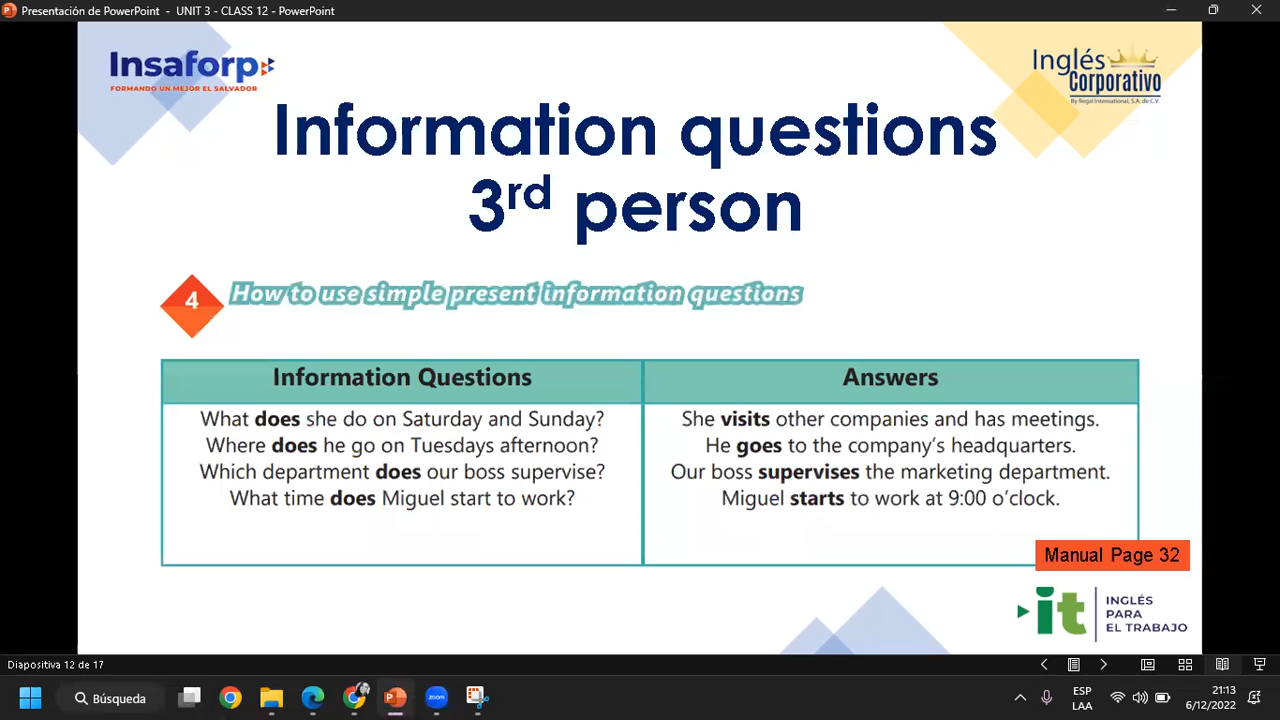 Presentación de PowerPoint - UNIT 3 - CLASS 12 - PowerPoint
Insaforp
FORMANDO UN MEJOR EL SALVADOR
Inglés
Corporativo
By Regal International, S.A. de C.V.
Information questions
3rd person
4
How to use simple present information questions
Information Questions
Answers
What does she do on Saturday and Sunday?
She visits other companies and has meetings.
Where does he go on Tuesdays afternoon?
He goes to the company's headquarters.
Which department does our boss supervise?
Our boss supervises the marketing department.
What time does Miguel start to work?
Miguel starts to work at 9:00 o'clock.
Manual Page 32
it
INGLÉS
PARA
EL TRABAJO
Diapositiva 12 de 17
Búsqueda
zoom
ESP
LAA
21:13
6/12/2022